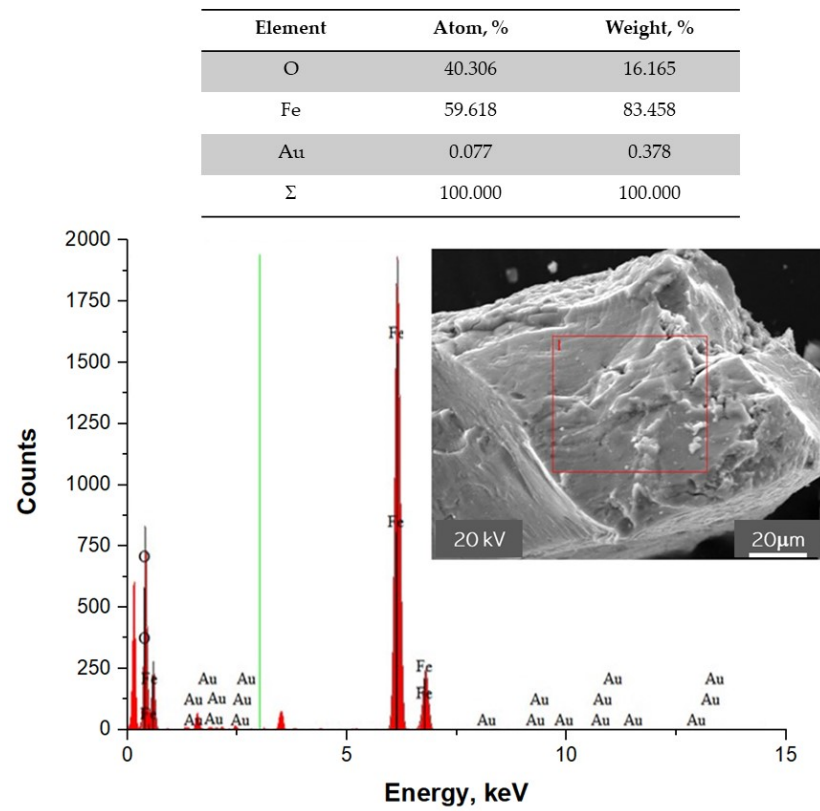 Element Atom, % Weight, %
O 40.306 16.165
Fe 59.618 83.458
Au 0.077 0.378
Σ 100.000 100.000
2000
1750
1500
1250
1000
750
500
250
0
Counts
O
O
Fe
Fe
Au
Au
Au
Au
Au
Au
Au
Au
Au
Fe
Fe
Fe
Fe
Au
Au
Au
Au
Au
Au
Au
Au
Au
Au
Au
1
20 kV
20μm
0 5 10 15
Energy, keV